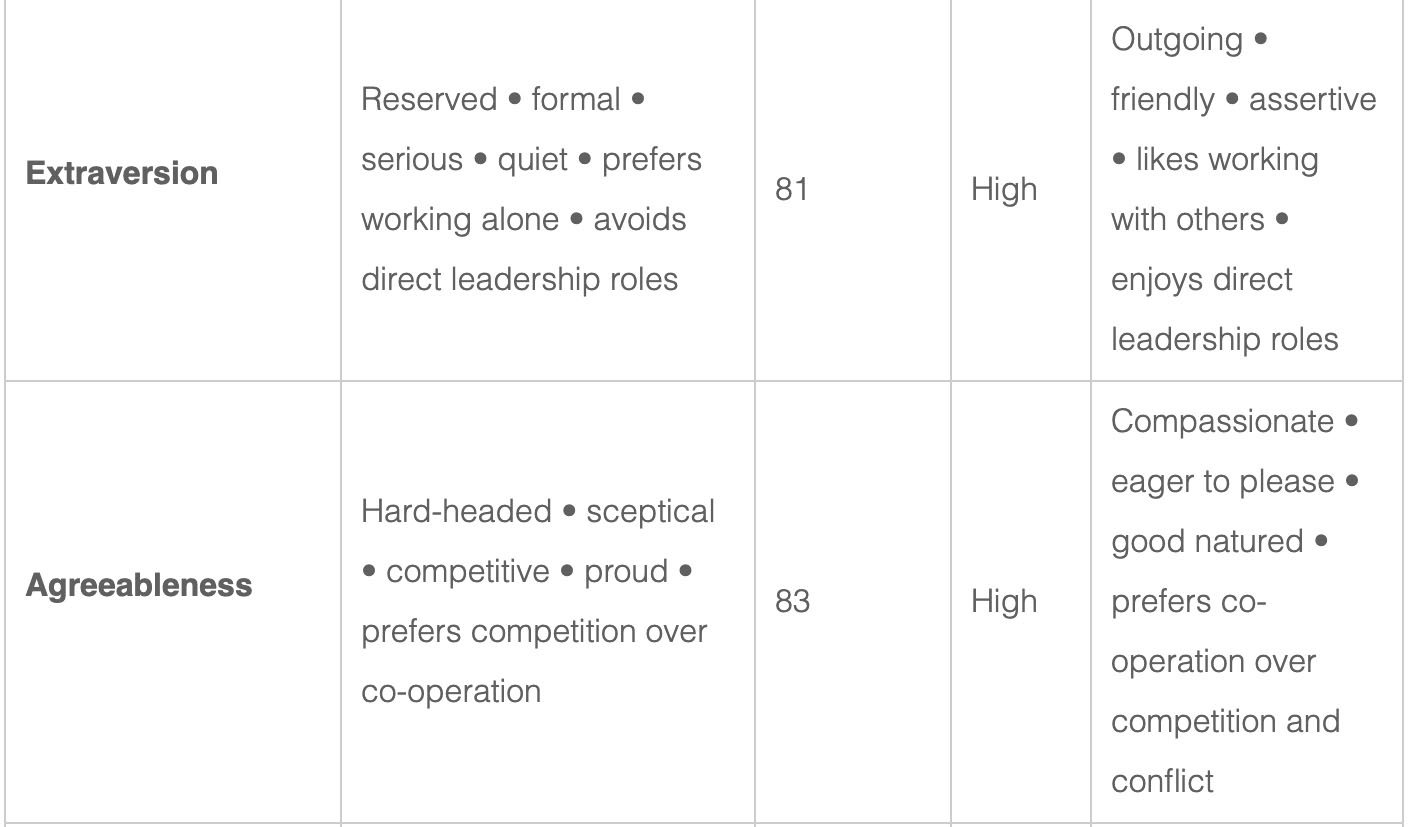 Extraversion
Reserved • formal •
serious • quiet • prefers
working alone • avoids
direct leadership roles
81
High
Outgoing •
friendly • assertive
• likes working
with others •
enjoys direct
leadership roles
Agreeableness
Hard-headed • sceptical
• competitive • proud •
prefers competition over
co-operation
83
High
Compassionate •
eager to please •
good natured •
prefers co-
operation over
competition and
conflict